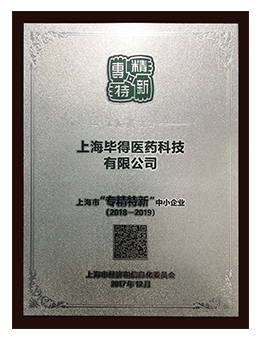 專精特新
上海毕得医药科技
有限公司
上海市“专精特新”中小企业
(2018—2019)
上海市经济和信息化委员会
2017年12月